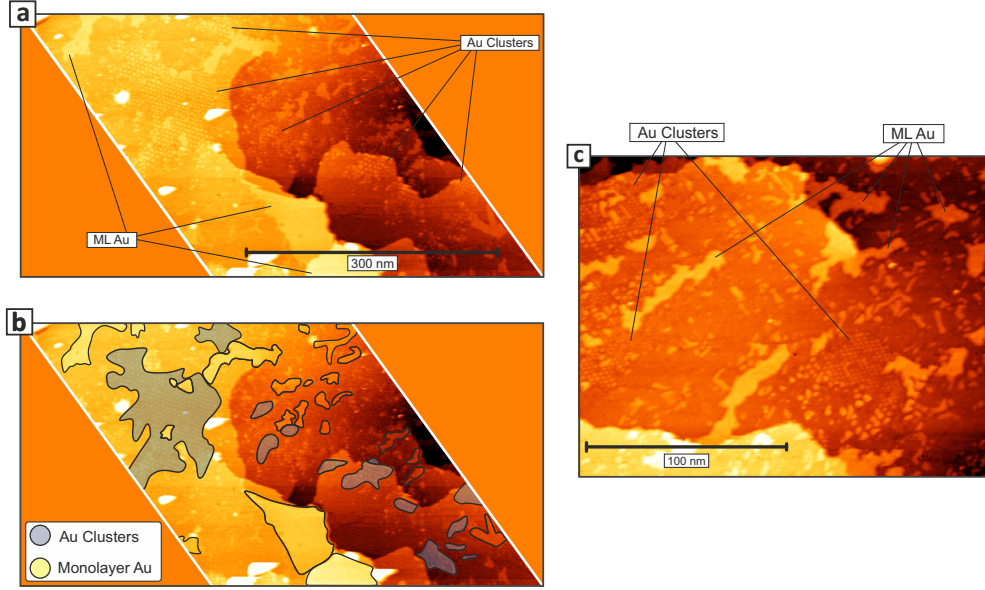 a
Au Clusters
ML Au
300 nm
b
Au Clusters
Monolayer Au
Au Clusters
ML Au
c
100 nm